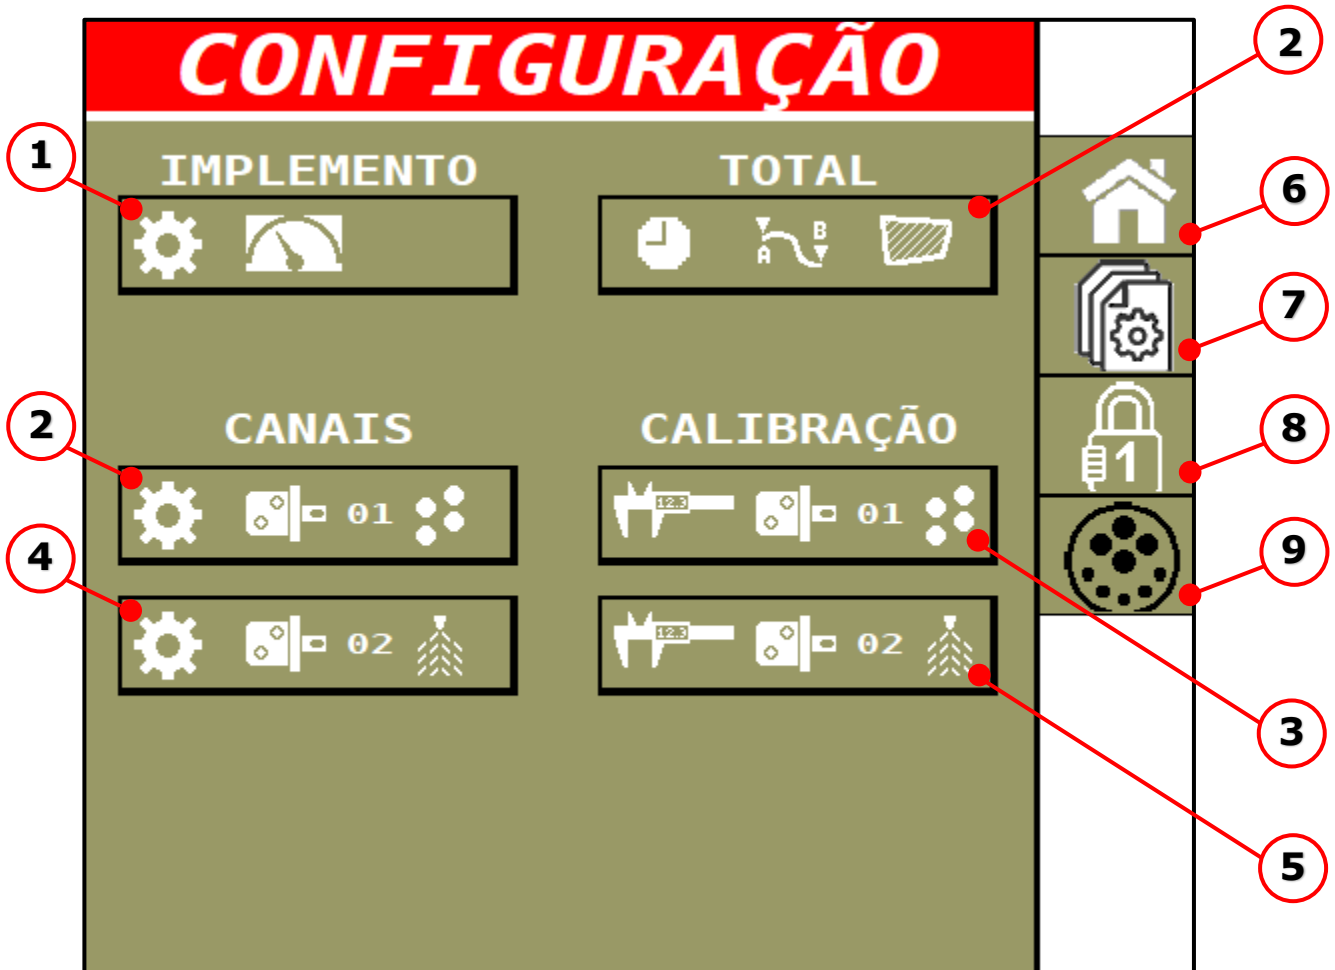 CONFIGURAÇÃO
2
1
IMPLEMENTO
TOTAL
B
A
6
7
2
CANAIS
CALIBRAÇÃO
8
1
01
12.3
01
4
9
02
12.3
02
3
5